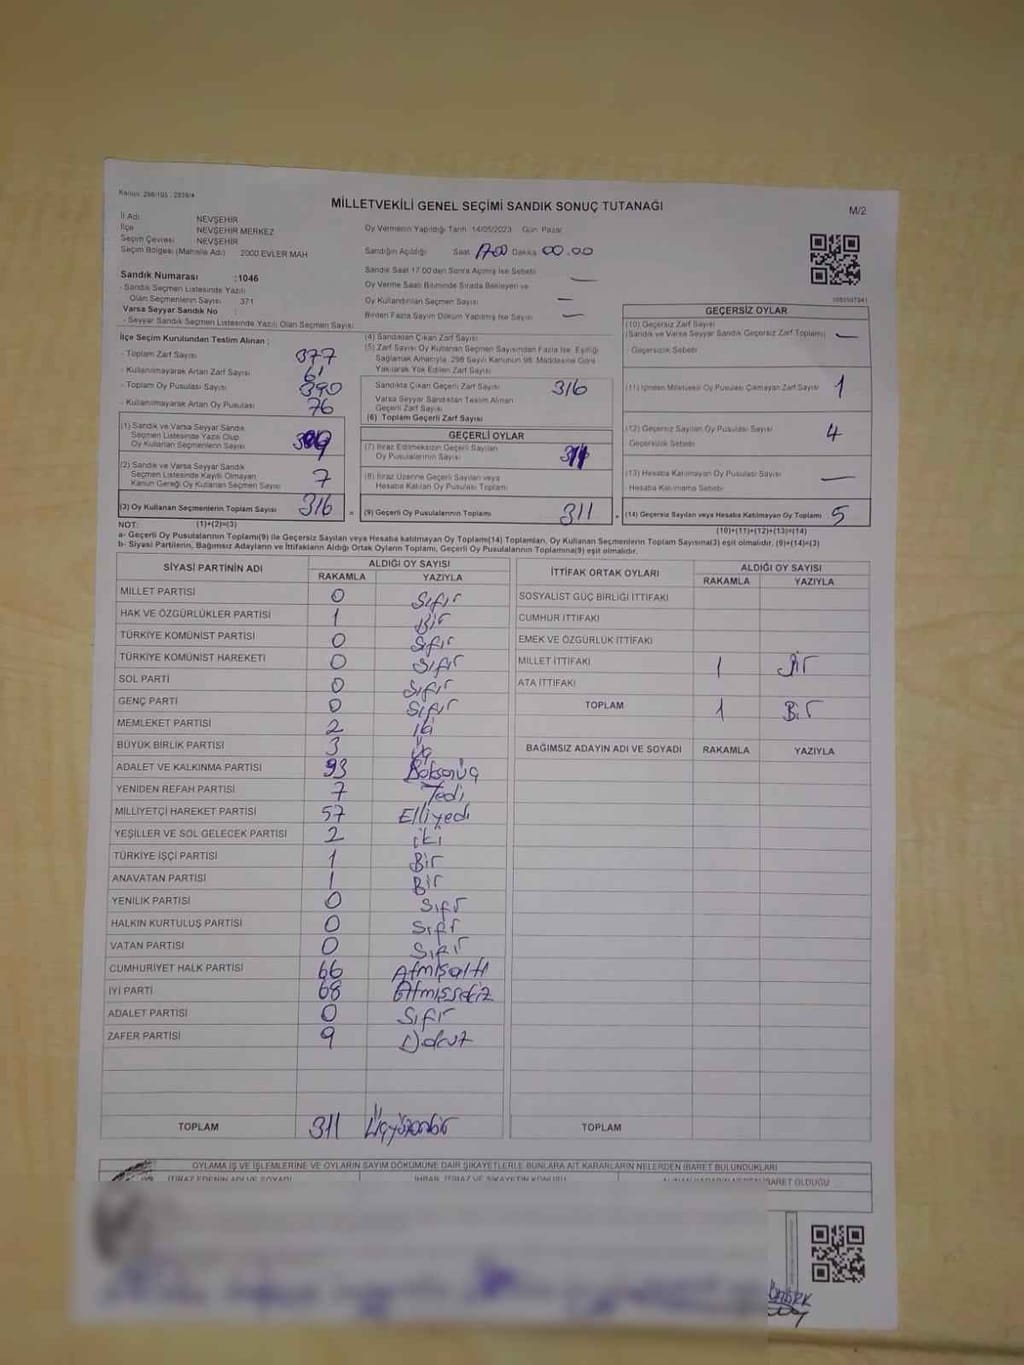 Kanun: 298/105 - 2839/4
MİLLETVEKİLİ GENEL SEÇİMİ SANDIK SONUÇ TUTANAĞI
M/2
İl Adı NEVŞEHİR
İlçe NEVŞEHİR MERKEZ
Seçim Çevresi NEVŞEHİR
Seçim Bölgesi (Mahalle Adı) 2000 EVLER MAH
Sandık Numarası :1046
- Sandık Seçmen Listesinde Yazılı
Olan Seçmenlerin Sayısı 371
Varsa Seyyar Sandık No :
- Seyyar Sandık Seçmen Listesinde Yazılı Olan Seçmen Sayısı
Oy Vermenin Yapıldığı Tarih 14/05/2023 Gün: Pazar
Sandığın Açıldığı Saat 17.00 Dakika 00.00
Sandık Saat 17.00'den Sonra Açılmış İse Sebebi
Oy Verme Saati Bitiminde Sırada Bekleyen ve —
Oy Kullandırılan Seçmen Sayısı —
Birden Fazla Sayım Döküm Yapılmış İse Sayısı —
İlçe Seçim Kurulundan Teslim Alınan :
- Toplam Zarf Sayısı 377
- Kullanılmayarak Artan Zarf Sayısı 61
- Toplam Oy Pusulası Sayısı 390
- Kullanılmayarak Artan Oy Pusulası 76
(1) Sandık ve Varsa Seyyar Sandık
Seçmen Listesinde Yazılı Olup
Oy Kullanan Seçmenlerin Sayısı 309
(2) Sandık ve Varsa Seyyar Sandık
Seçmen Listesinde Kayıtlı Olmayan
Kanun Gereği Oy Kullanan Seçmen Sayısı 7
(3) Oy Kullanan Seçmenlerin Toplam Sayısı 316 =
(1)+(2)=(3)
(4) Sandıktan Çıkan Zarf Sayısı
(5) Zarf Sayısı Oy Kullanan Seçmen Sayısından Fazla İse, Eşitliği
Sağlamak Amacıyla, 298 Sayılı Kanunun 98. Maddesine Göre
Yakılarak Yok Edilen Zarf Sayısı
Sandıkta Çıkan Geçerli Zarf Sayısı 316
Varsa Seyyar Sandıktan Teslim Alınan
Geçerli Zarf Sayısı
(6) Toplam Geçerli Zarf Sayısı
GEÇERLİ OYLAR
(7) İtiraz Edilmeksizin Geçerli Sayılan
Oy Pusulalarının Sayısı 311
(8) İtiraz Üzerine Geçerli Sayılan veya
Hesaba Katılan Oy Pusulası Toplamı
(9) Geçerli Oy Pusulalarının Toplamı 311 +
GEÇERSİZ OYLAR
(10) Geçersiz Zarf Sayısı
(Sandık ve Varsa Seyyar Sandık Geçersiz Zarf Toplamı) —
Geçersizlik Sebebi
(11) İçinden Milletvekili Oy Pusulası Çıkmayan Zarf Sayısı 1
(12) Geçersiz Sayılan Oy Pusulası Sayısı 4
Geçersizlik Sebebi
(13) Hesaba Katılmayan Oy Pusulası Sayısı
- Hesaba Katılmama Sebebi —
(14) Geçersiz Sayılan veya Hesaba Katılmayan Oy Toplamı 5
(10)+(11)+(12)+(13)=(14)
NOT:
a- Geçerli Oy Pusulalarının Toplamı(9) ile Geçersiz Sayılan veya Hesaba katılmayan Oy Toplamı(14) Toplamları, Oy Kullanan Seçmenlerin Toplam Sayısına(3) eşit olmalıdır. (9)+(14)=(3)
b- Siyasi Partilerin, Bağımsız Adayların ve İttifakların Aldığı Ortak Oyların Toplamı, Geçerli Oy Pusulalarının Toplamına(9) eşit olmalıdır.
SİYASİ PARTİNİN ADI ALDIĞI OY SAYISI
RAKAMLA YAZIYLA
MİLLET PARTİSİ 0 Sıfır
HAK VE ÖZGÜRLÜKLER PARTİSİ 1 Bir
TÜRKİYE KOMÜNİST PARTİSİ 0 Sıfır
TÜRKİYE KOMÜNİST HAREKETİ 0 Sıfır
SOL PARTİ 0 Sıfır
GENÇ PARTİ 0 Sıfır
MEMLEKET PARTİSİ 2 İki
BÜYÜK BİRLİK PARTİSİ 3 Üç
ADALET VE KALKINMA PARTİSİ 93 Doksanüç
YENİDEN REFAH PARTİSİ 7 Yedi
MİLLİYETÇİ HAREKET PARTİSİ 57 Elliyedi
YEŞİLLER VE SOL GELECEK PARTİSİ 2 iki
TÜRKİYE İŞÇİ PARTİSİ 1 Bir
ANAVATAN PARTİSİ 1 Bir
YENİLİK PARTİSİ 0 Sıfır
HALKIN KURTULUŞ PARTİSİ 0 Sıfır
VATAN PARTİSİ 0 Sıfır
CUMHURİYET HALK PARTİSİ 66 Atmışaltı
İYİ PARTİ 68 Atmışsekiz
ADALET PARTİSİ 0 Sıfır
ZAFER PARTİSİ 9 Dokuz
TOPLAM 311 Üçyüzonbir
İTTİFAK ORTAK OYLARI ALDIĞI OY SAYISI
RAKAMLA YAZIYLA
SOSYALİST GÜÇ BİRLİĞİ İTTİFAKI
CUMHUR İTTİFAKI
EMEK VE ÖZGÜRLÜK İTTİFAKI
MİLLET İTTİFAKI 1 Bir
ATA İTTİFAKI
TOPLAM 1 Bir
BAĞIMSIZ ADAYIN ADI VE SOYADI RAKAMLA YAZIYLA
TOPLAM
OYLAMA İŞ VE İŞLEMLERİNE VE OYLARIN SAYIM DÖKÜMÜNE DAİR ŞİKAYETLERLE BUNLARA AİT KARARLARIN NELERDEN İBARET BULUNDUKLARI